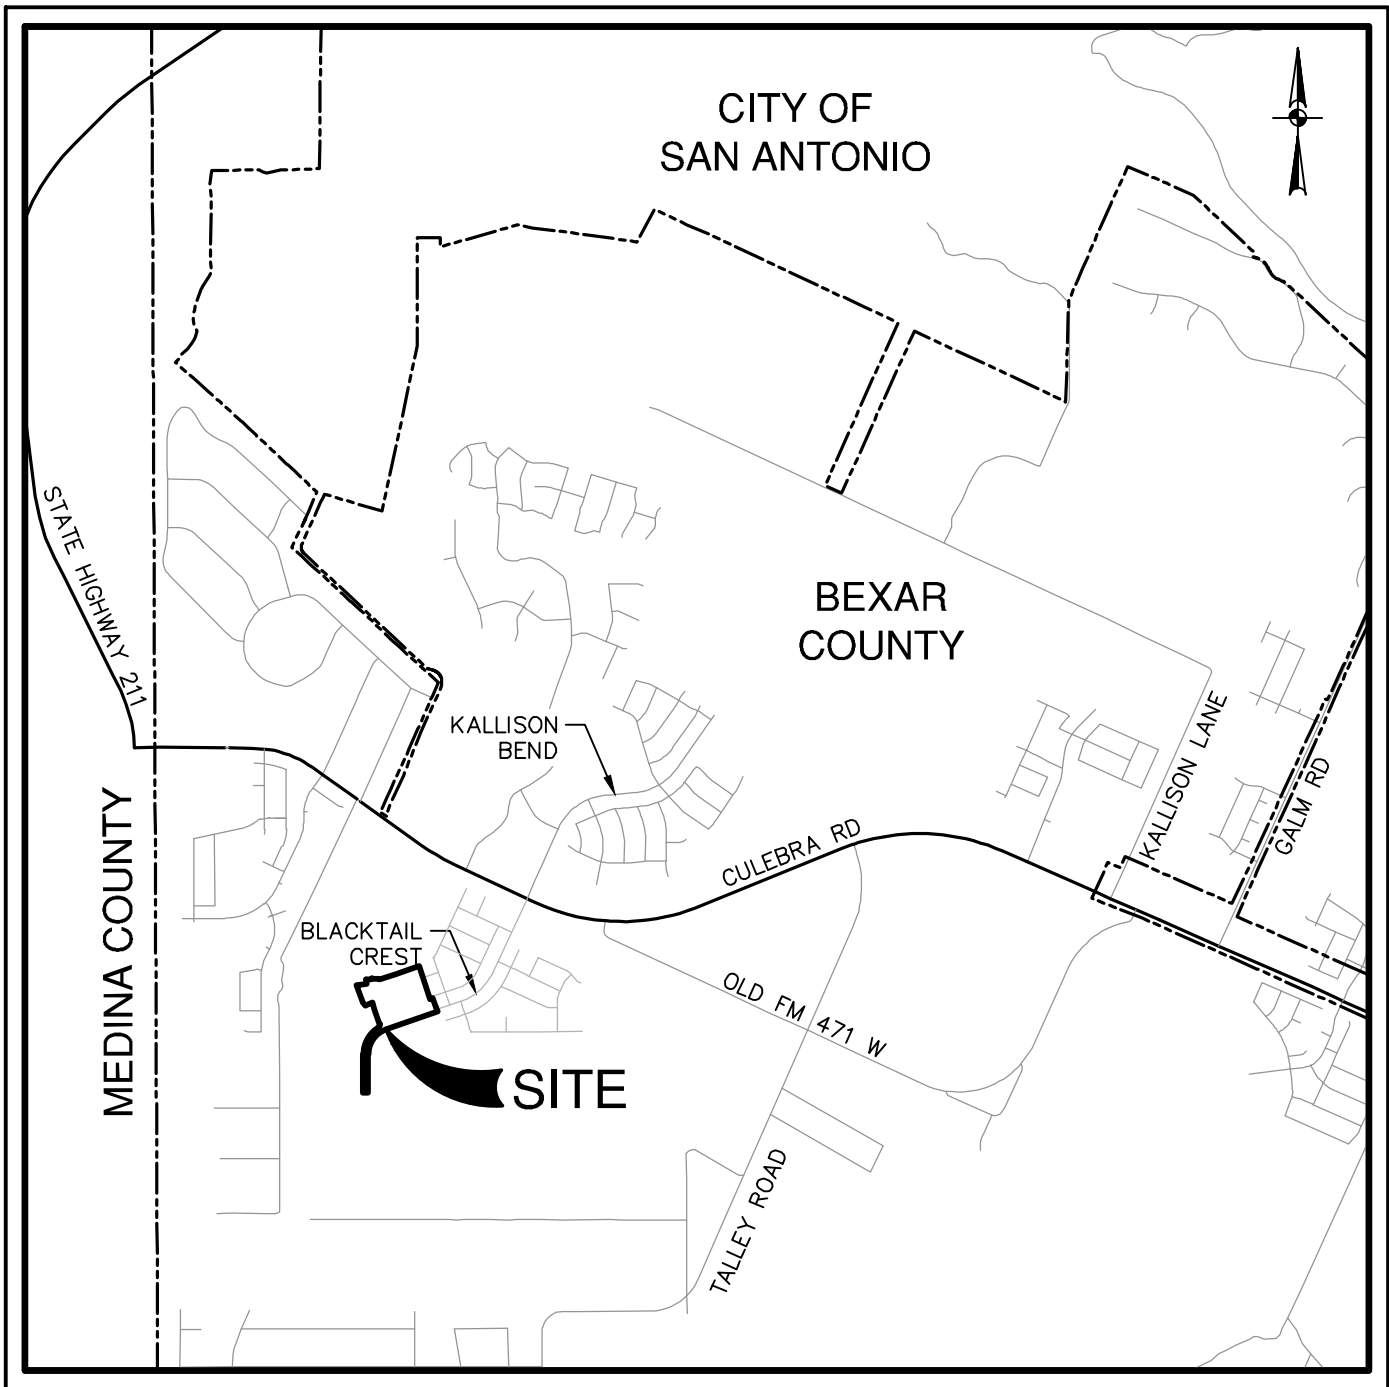 CITY OF
SAN ANTONIO
STATE HIGHWAY 211
BEXAR
COUNTY
KALLISON
BEND
KALLISON LANE
GALM RD
MEDINA COUNTY
CULEBRA RD
BLACKTAIL
CREST
OLD FM 471 W
SITE
TALLEY ROAD